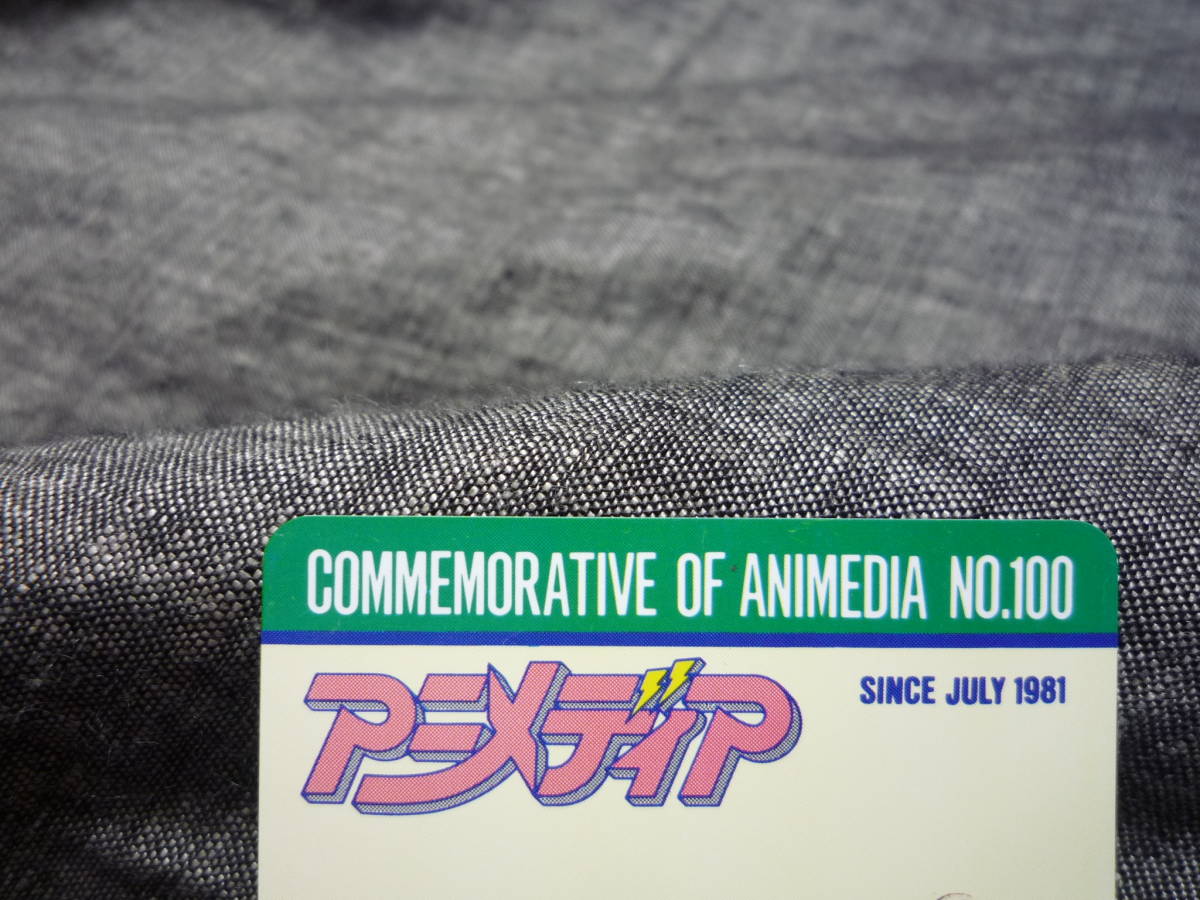 COMMEMORATIVE OF ANIMEDIA NO.100
アニメディア
SINCE JULY 1981